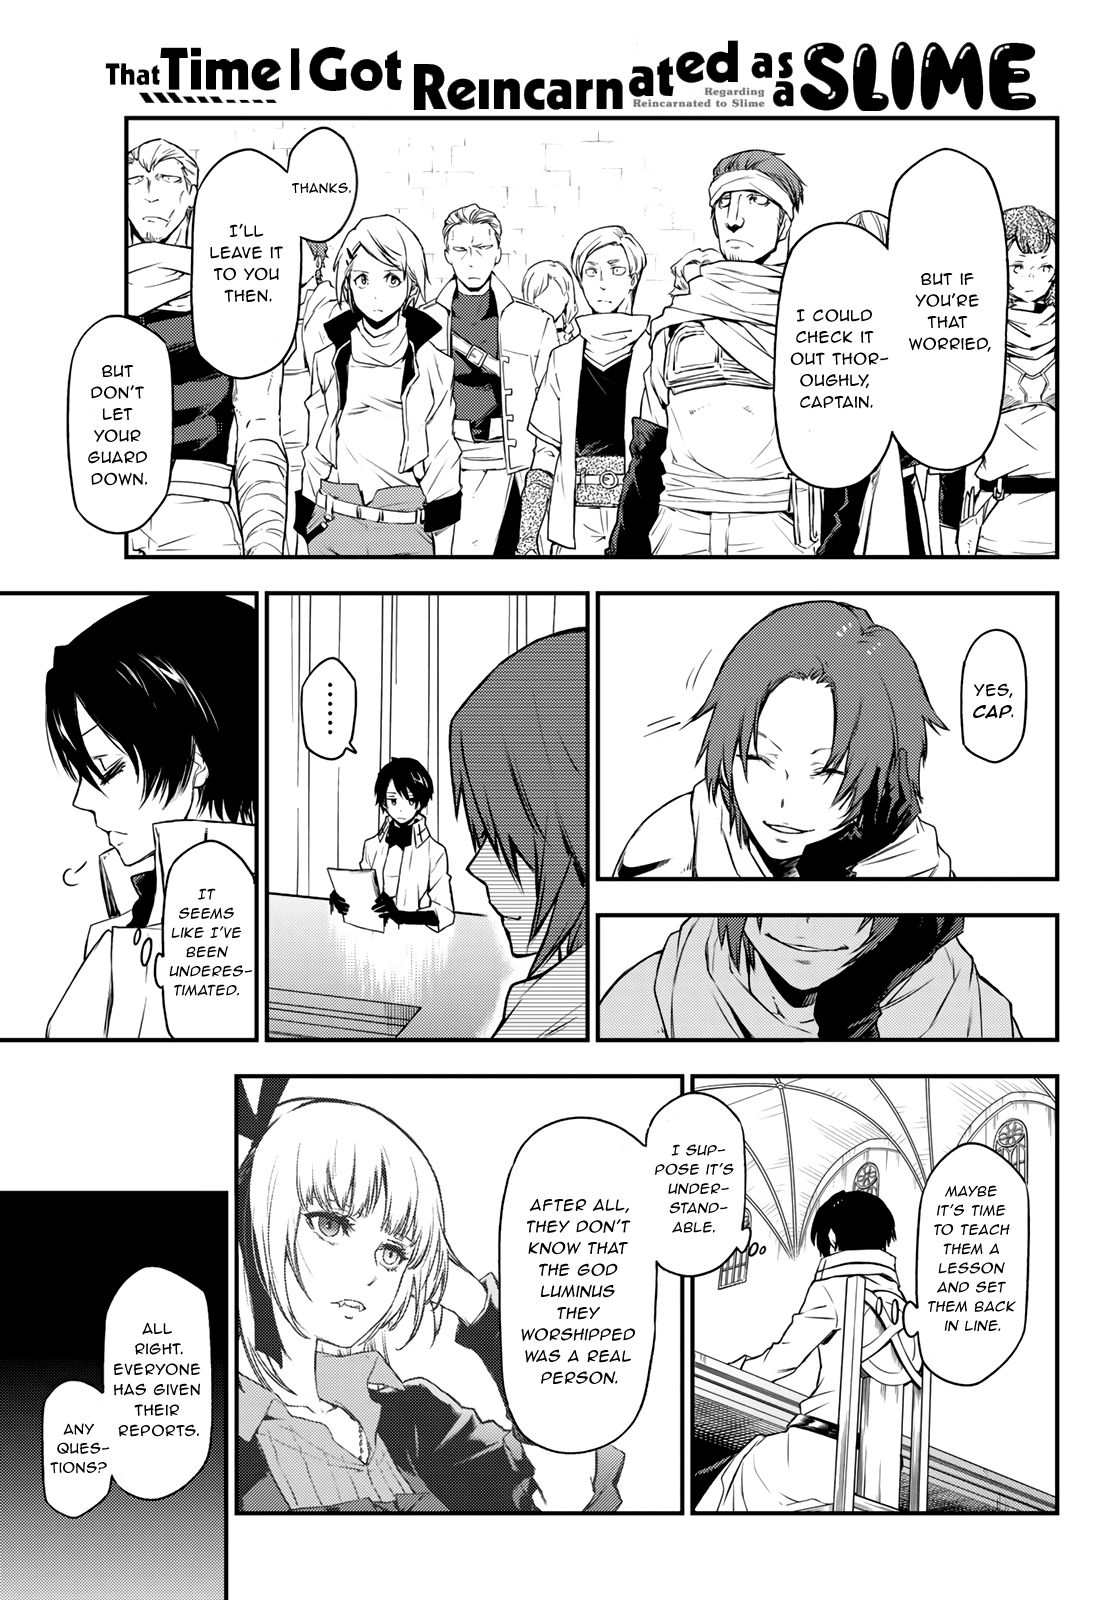 That Time I Got Reincarnated as a SLIME
Regarding
Reincarnated to Slime
BUT IF
YOU'RE
THAT
WORRIED,
I COULD
CHECK IT
OUT THOR-
OUGHLY,
CAPTAIN.
THANKS.
I'LL
LEAVE IT
TO YOU
THEN.
BUT
DON'T
LET
YOUR
GUARD
DOWN.
YES,
CAP.
........
IT
SEEMS
LIKE I'VE
BEEN
UNDERES-
TIMATED.
MAYBE
IT'S TIME
TO TEACH
THEM A
LESSON
AND SET
THEM BACK
IN LINE.
I SUP-
POSE IT'S
UNDER-
STAND-
ABLE.
AFTER ALL,
THEY DON'T
KNOW THAT
THE GOD
LUMINUS
THEY
WORSHIPPED
WAS A REAL
PERSON.
ALL
RIGHT.
EVERYONE
HAS GIVEN
THEIR
REPORTS.
ANY
QUES-
TIONS?